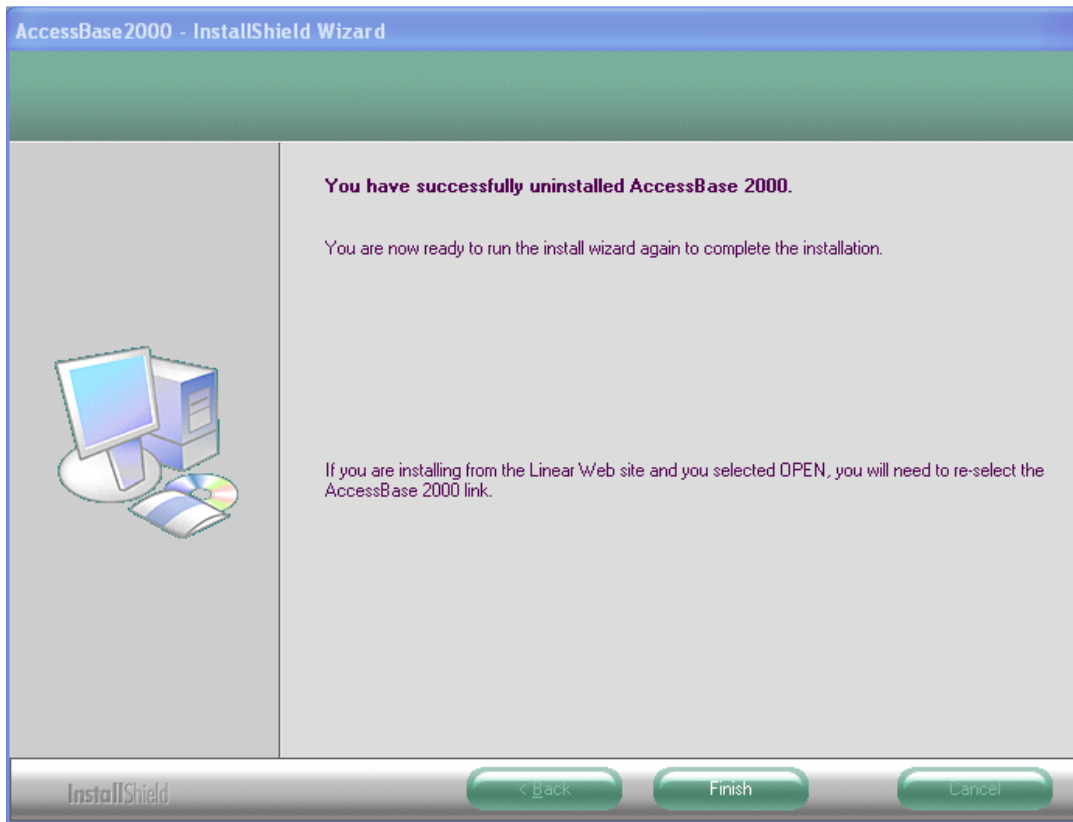 AccessBase2000 - InstallShield Wizard
You have successfully uninstalled AccessBase 2000.
You are now ready to run the install wizard again to complete the installation.
If you are installing from the Linear Web site and you selected OPEN, you will need to re-select the
AccessBase 2000 link.
InstallShield
< Back
Finish
Cancel